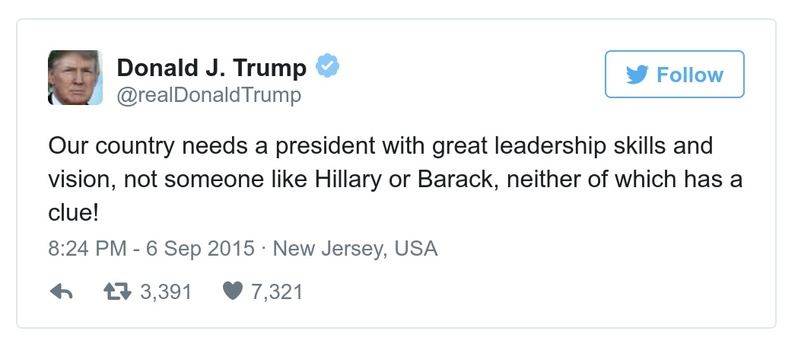 Donald J. Trump
@realDonaldTrump
Follow
Our country needs a president with great leadership skills and
vision, not someone like Hillary or Barack, neither of which has a
clue!
8:24 PM - 6 Sep 2015 · New Jersey, USA
3,391 7,321